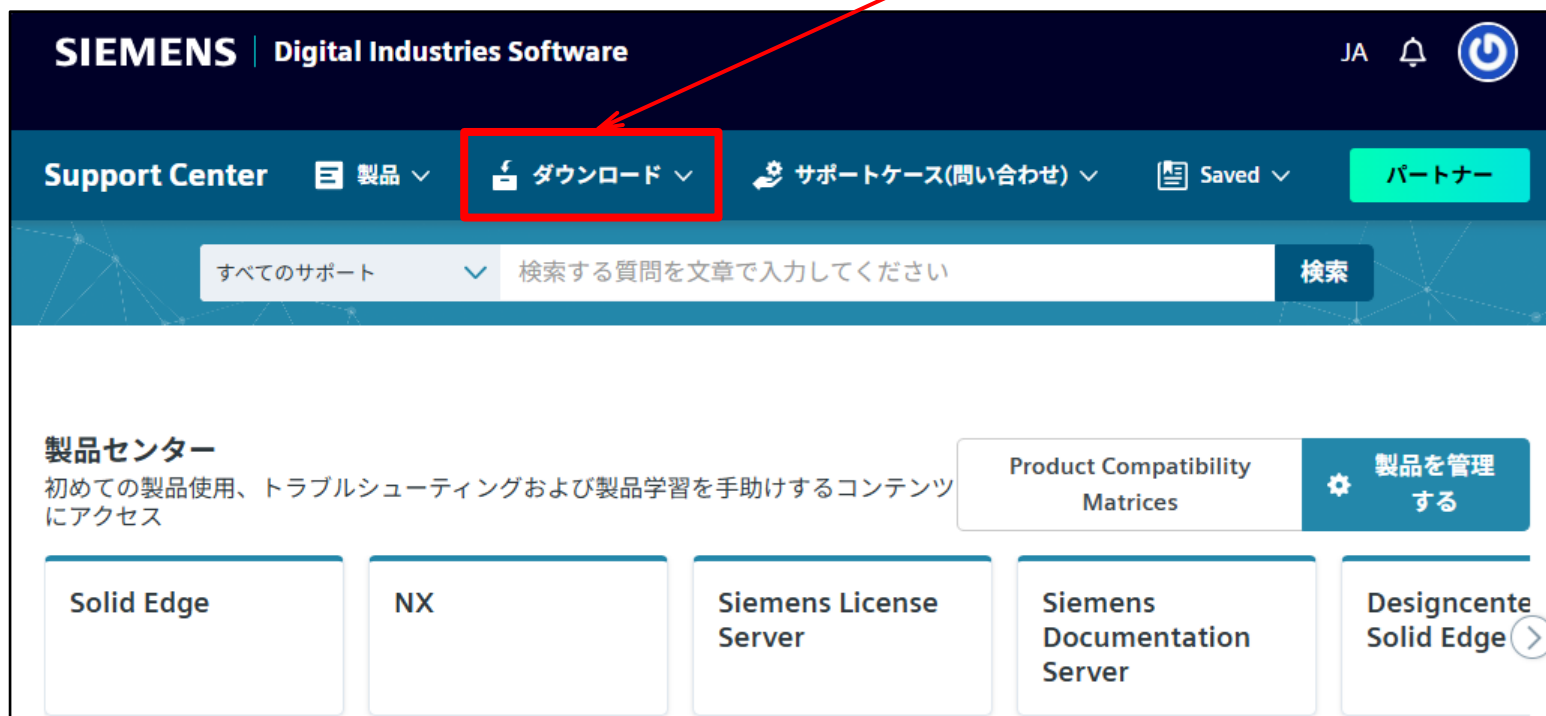 SIEMENS Digital Industries Software JA
Support Center 製品 ダウンロード サポートケース(問い合わせ) Saved パートナー
すべてのサポート 検索する質問を文章で入力してください 検索
製品センター
初めての製品使用、トラブルシューティングおよび製品学習を手助けするコンテンツ
にアクセス
Product Compatibility
Matrices
製品を管理
する
Solid Edge
NX
Siemens License
Server
Siemens
Documentation
Server
Designcente
Solid Edge